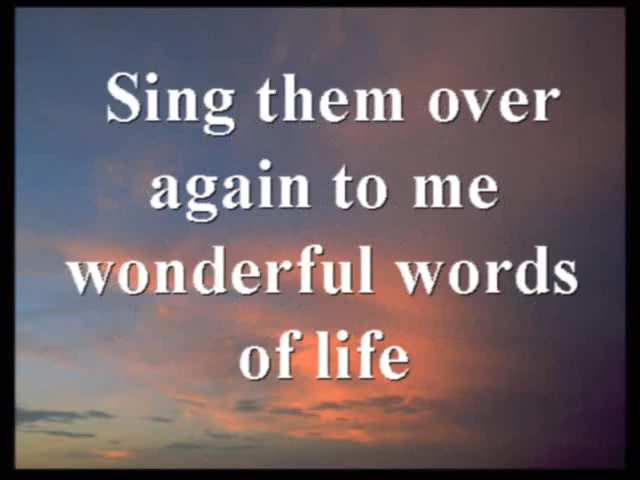 Sing them over
again to me
wonderful words
of life